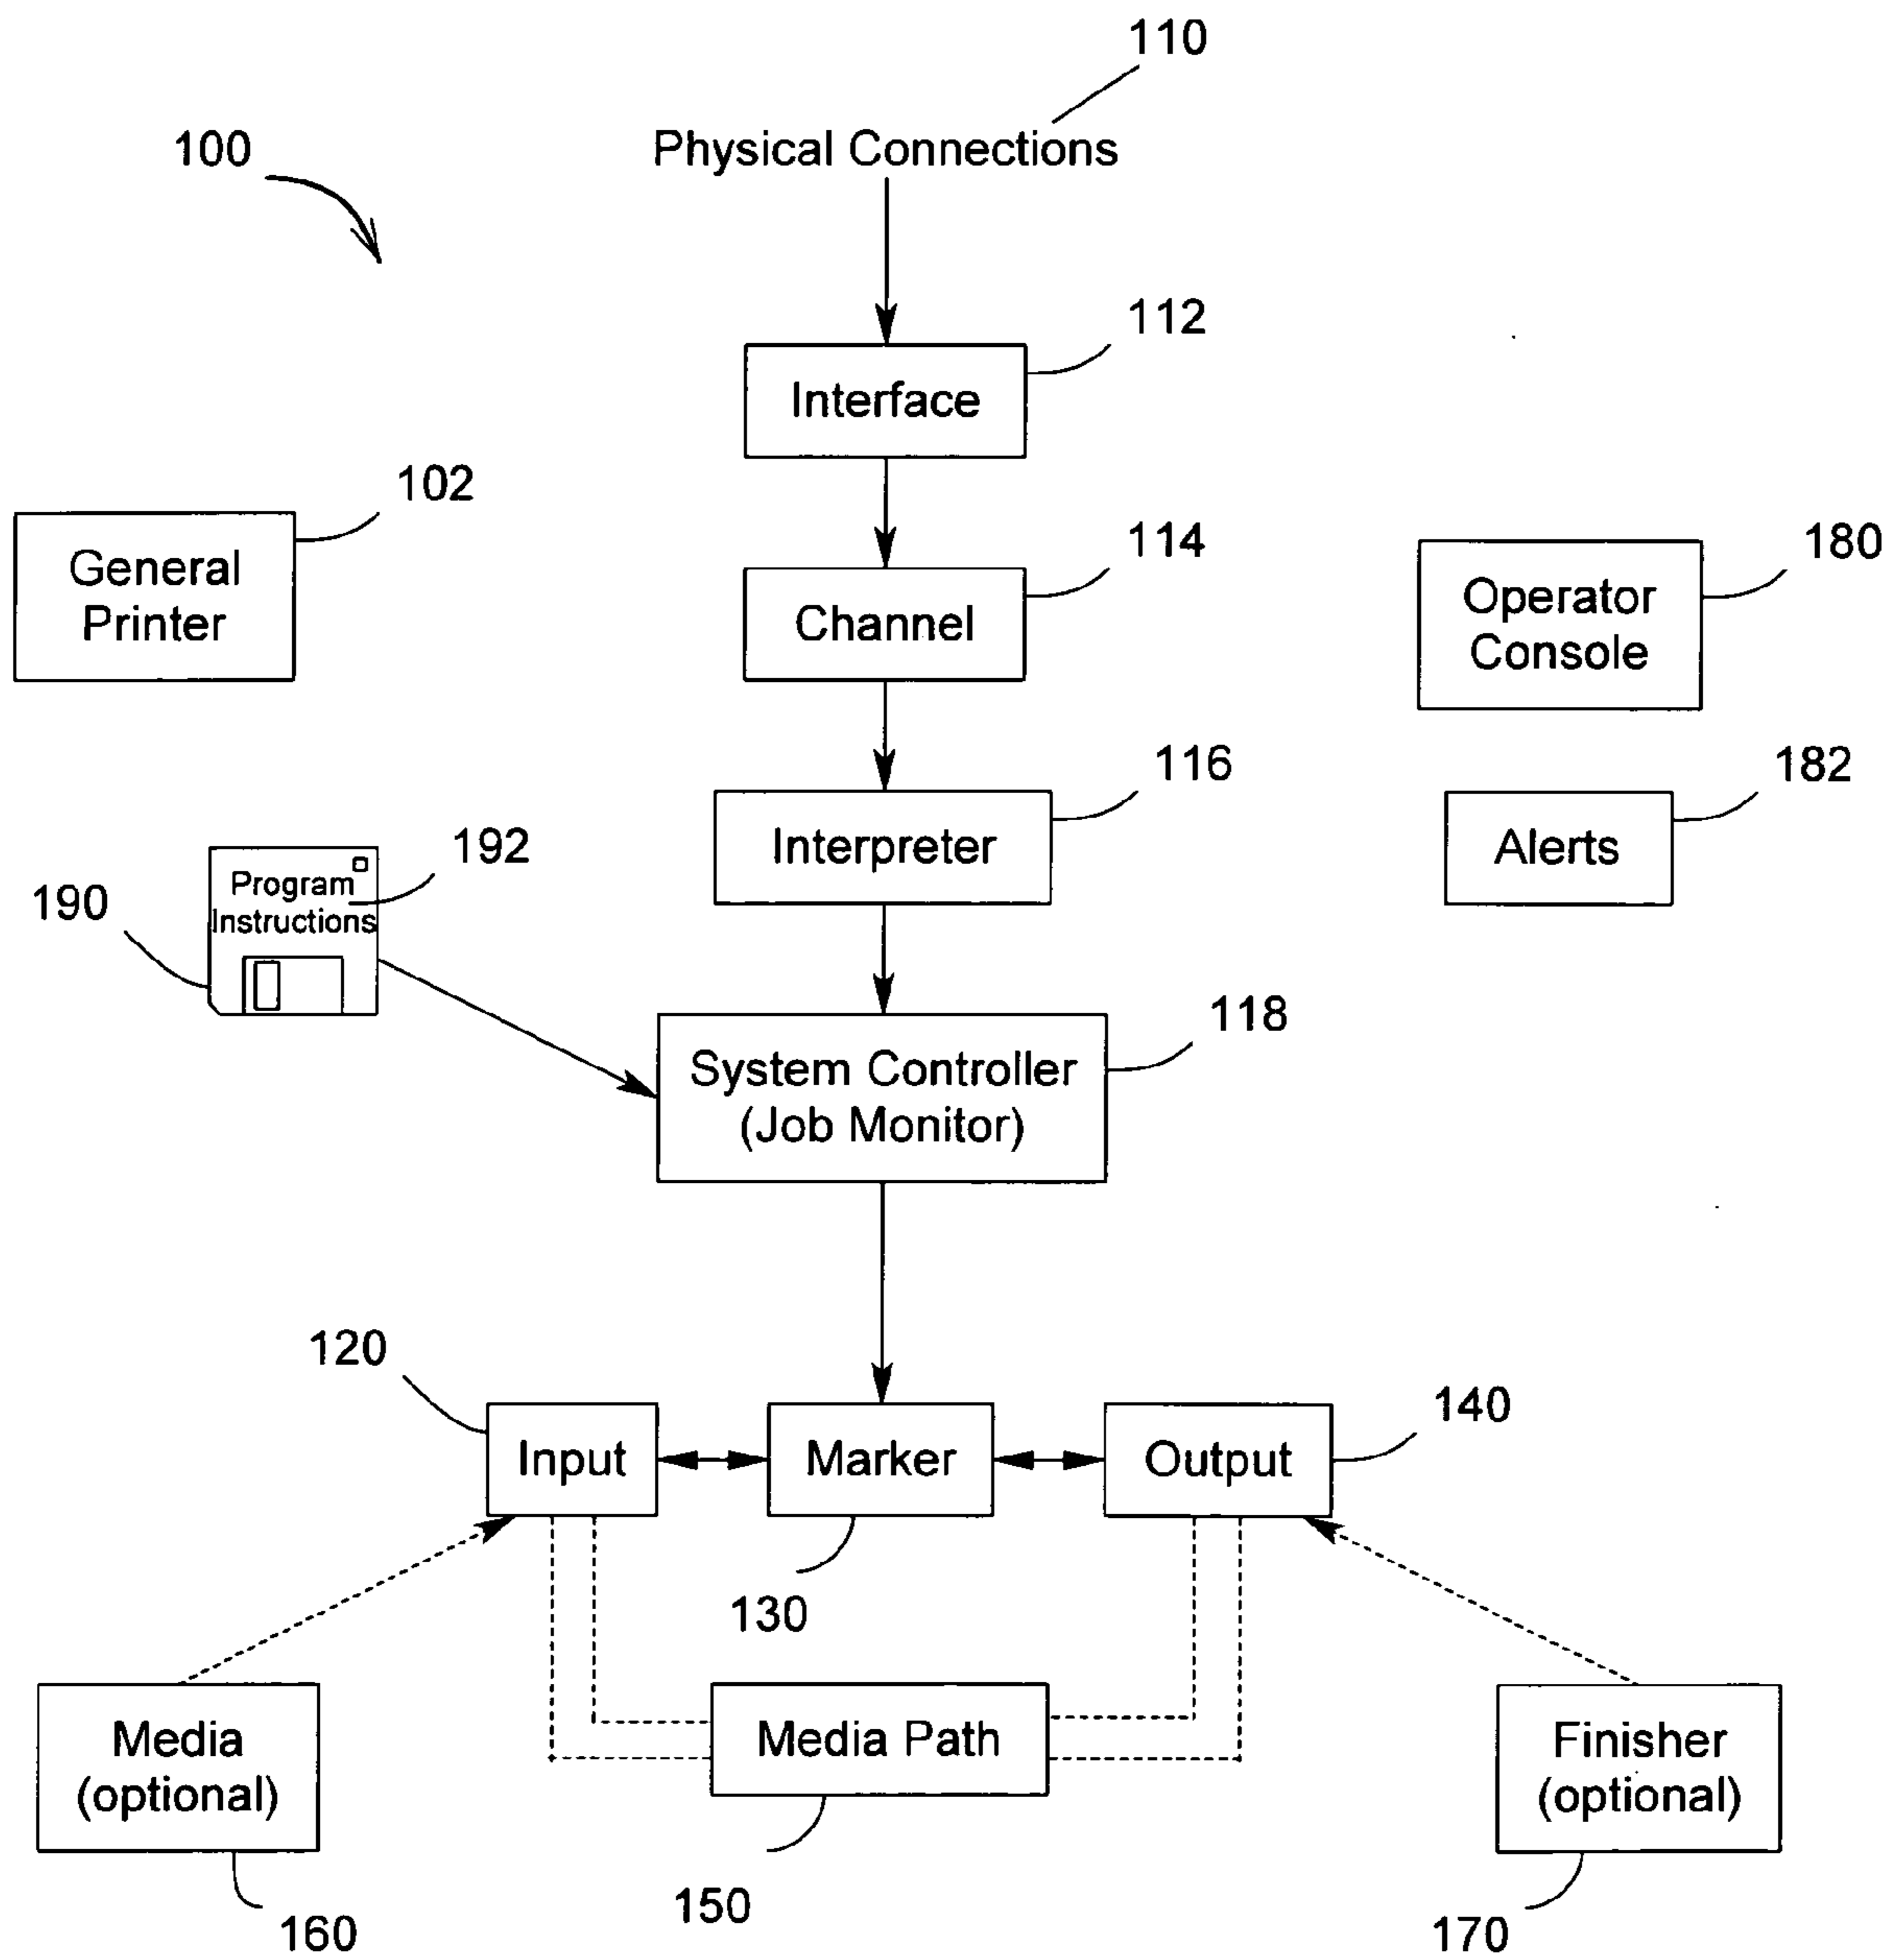 110
100
Physical Connections
112
Interface
102
General
Printer
114
Channel
180
Operator
Console
116
Interpreter
182
Alerts
192
Program
Instructions
190
118
System Controller
(Job Monitor)
120
Input
Marker
140
Output
130
Media
(optional)
Media Path
Finisher
(optional)
160
150
170